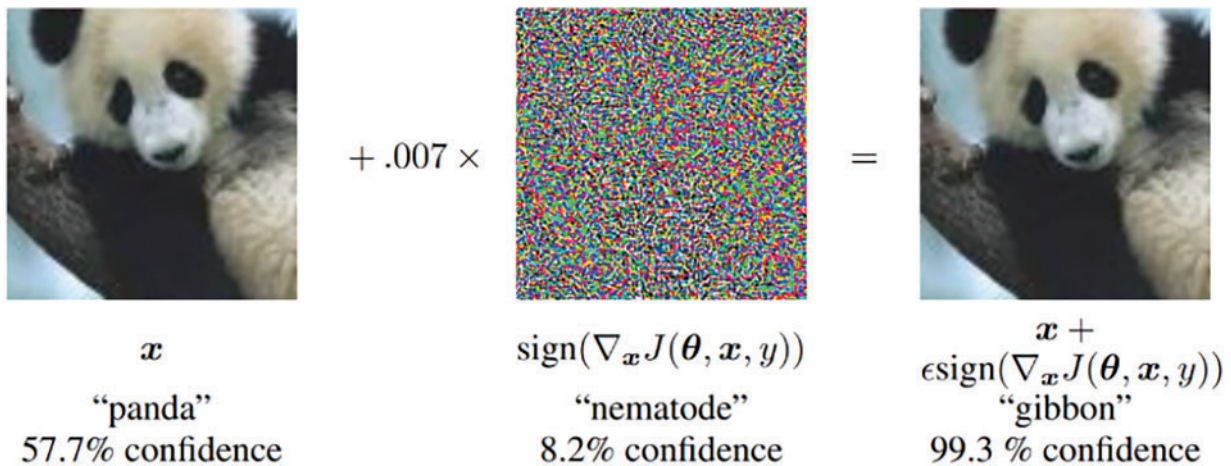 + .007 ×
=
x
sign(∇ₓJ(θ, x, y))
x +
ϵsign(∇ₓJ(θ, x, y))
“panda”
“nematode”
“gibbon”
57.7% confidence
8.2% confidence
99.3 % confidence